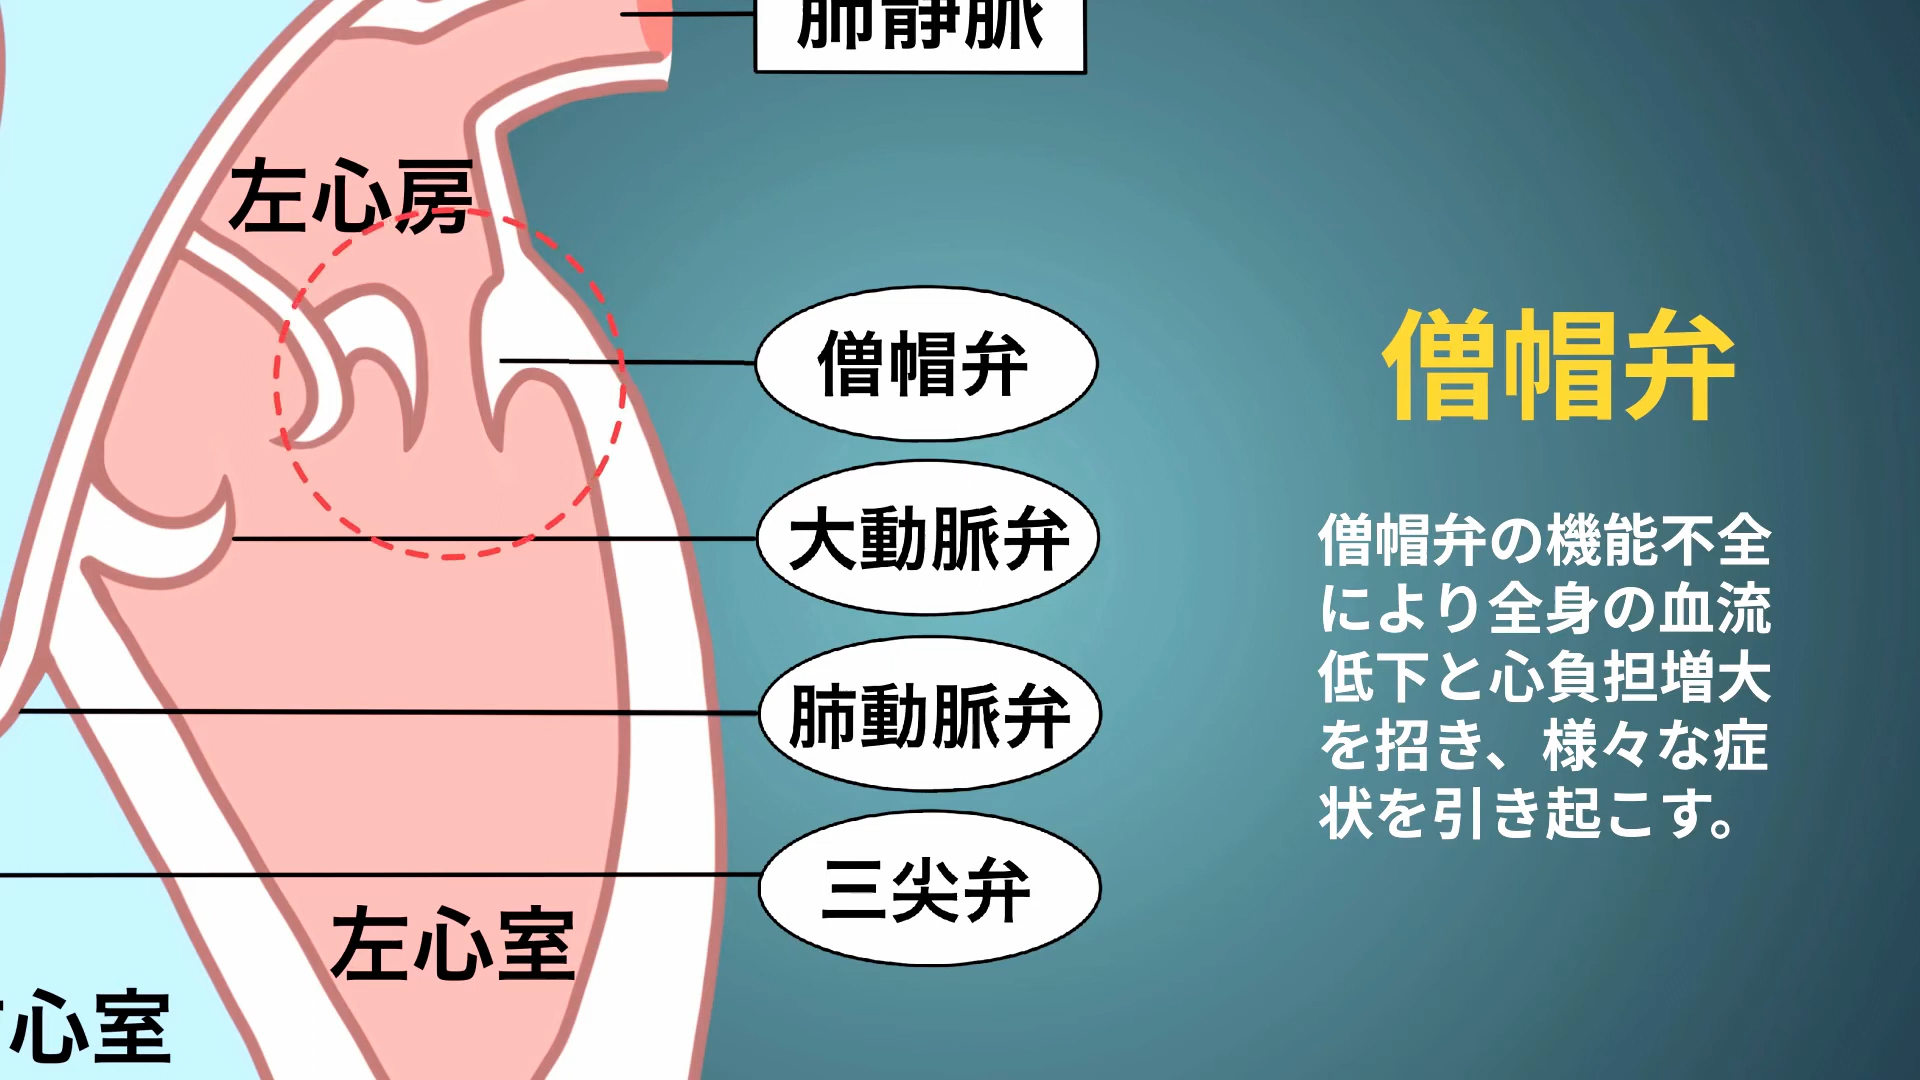 肺静脈
左心房
僧帽弁
大動脈弁
肺動脈弁
三尖弁
左心室
心室
僧帽弁
僧帽弁の機能不全
により全身の血流
低下と心負担増大
を招き、様々な症
状を引き起こす。